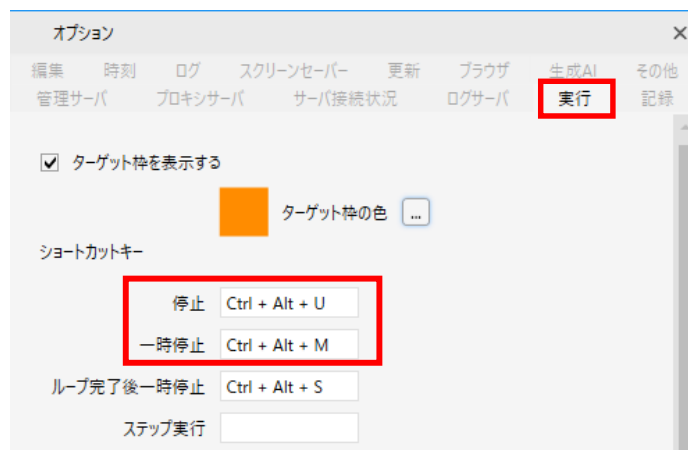 オプション
編集 時刻 ログ スクリーンセーバー 更新 ブラウザ 生成AI その他
管理サーバ プロキシサーバ サーバ接続状況 ログサーバ 実行 記録
ターゲット枠を表示する
ターゲット枠の色 ...
ショートカットキー
停止 Ctrl + Alt + U
一時停止 Ctrl + Alt + M
ループ完了後一時停止 Ctrl + Alt + S
ステップ実行